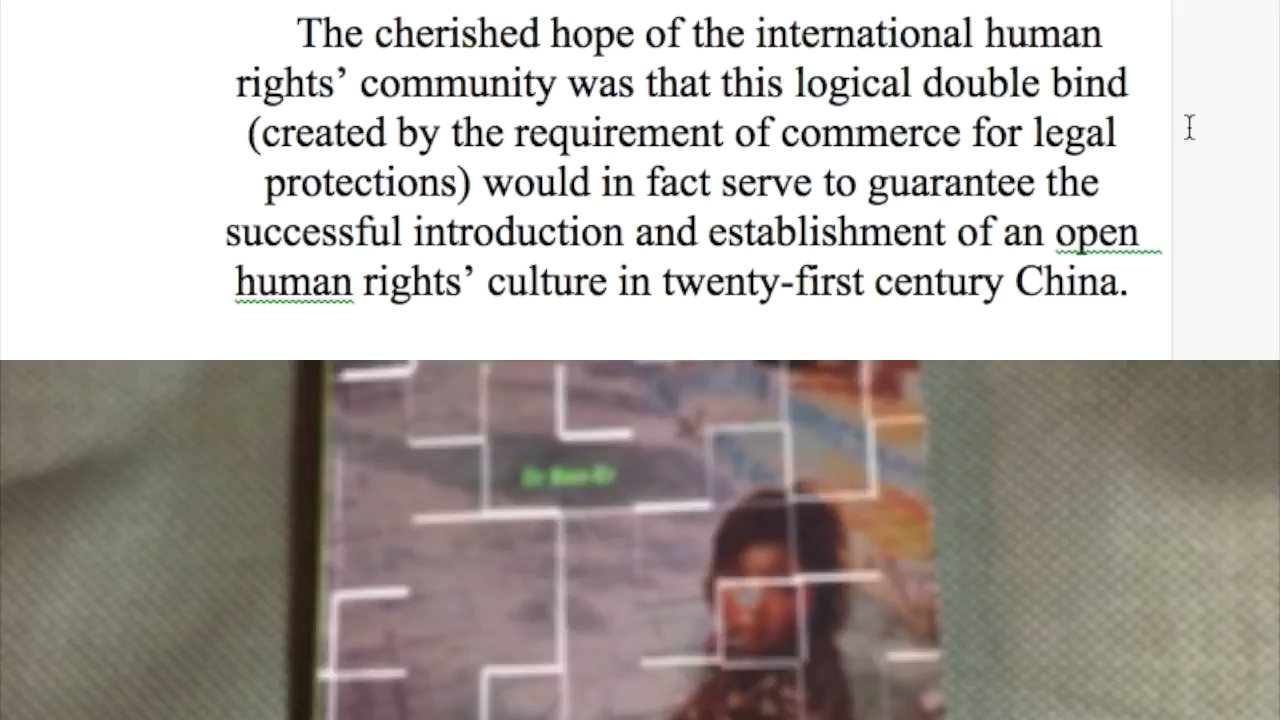 The cherished hope of the international human
rights’ community was that this logical double bind
(created by the requirement of commerce for legal
protections) would in fact serve to guarantee the
successful introduction and establishment of an open
human rights’ culture in twenty-first century China.